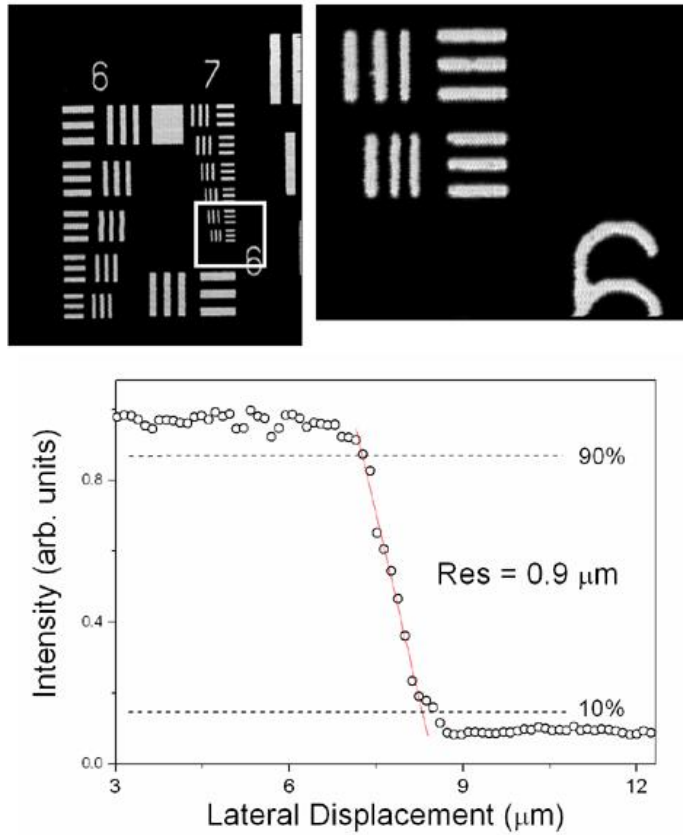 6 7
6
0.8
0.4
0.0
3 6 9 12
Intensity (arb. units)
Lateral Displacement (μm)
90%
Res = 0.9 μm
10%